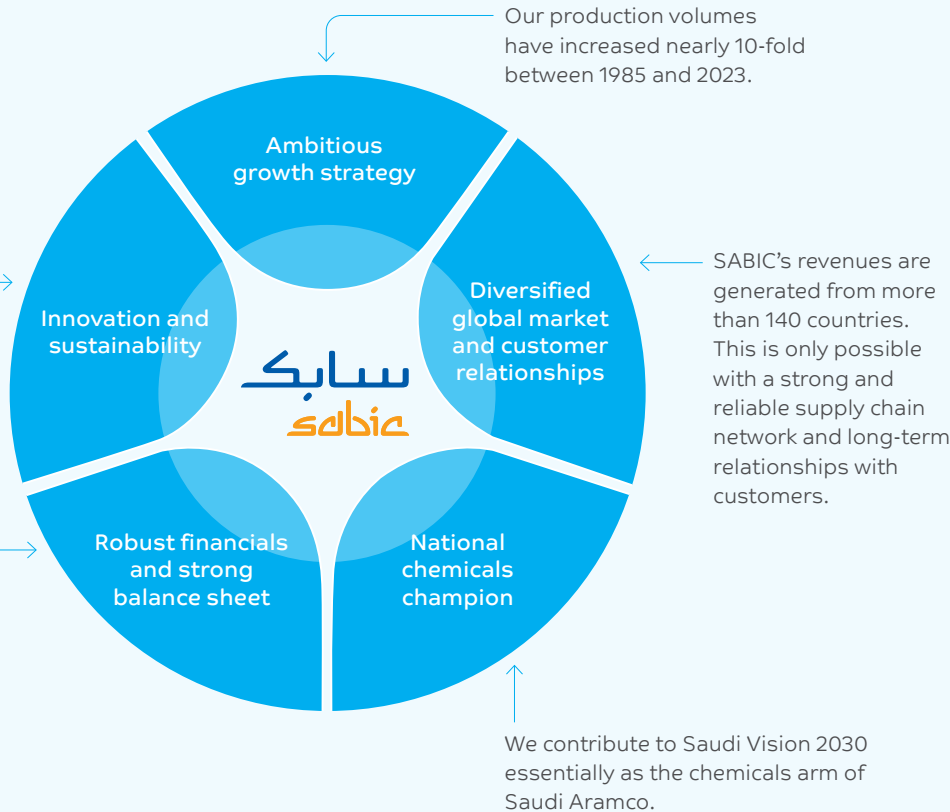 Our production volumes
have increased nearly 10-fold
between 1985 and 2023.
Ambitious
growth strategy
Innovation and
sustainability
Diversified
global market
and customer
relationships
SABIC’s revenues are
generated from more
than 140 countries.
This is only possible
with a strong and
reliable supply chain
network and long-term
relationships with
customers.
سابك
sabic
Robust financials
and strong
balance sheet
National
chemicals
champion
We contribute to Saudi Vision 2030
essentially as the chemicals arm of
Saudi Aramco.